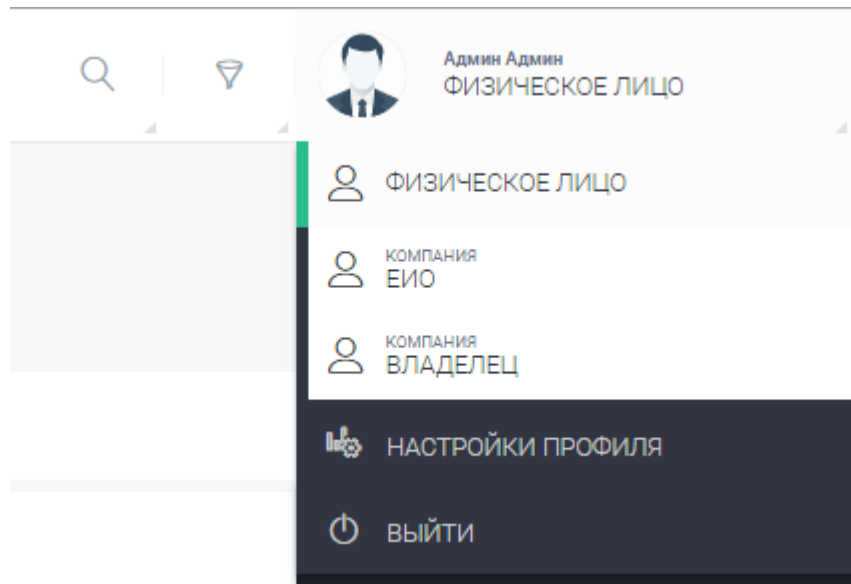 Админ Админ
ФИЗИЧЕСКОЕ ЛИЦО
ФИЗИЧЕСКОЕ ЛИЦО
КОМПАНИЯ
ЕИО
КОМПАНИЯ
ВЛАДЕЛЕЦ
НАСТРОЙКИ ПРОФИЛЯ
ВЫЙТИ